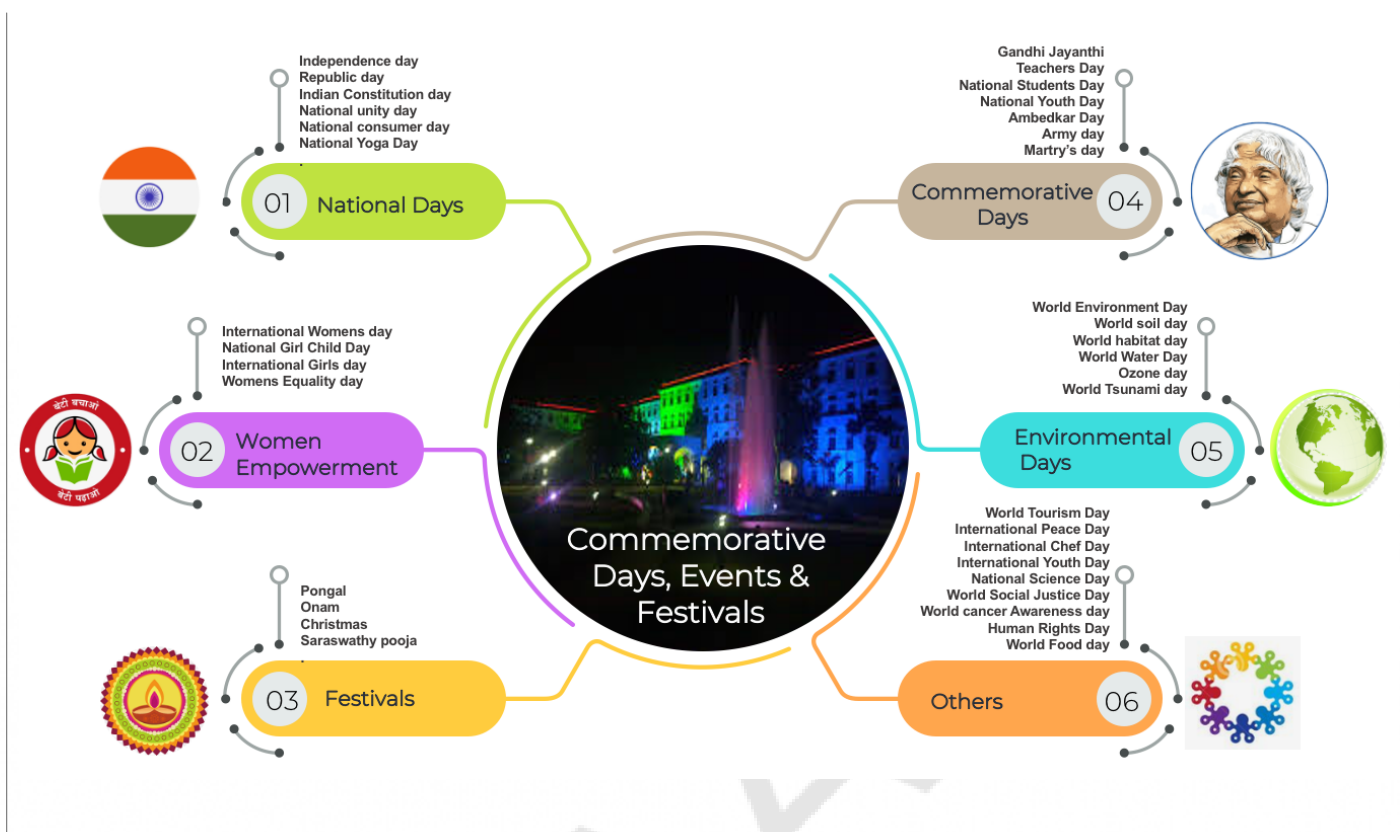 Independence day
Republic day
Indian Constitution day
National unity day
National consumer day
National Yoga Day
.
01
National Days
International Womens day
National Girl Child Day
International Girls day
Womens Equality day
बेटी बचाओ
बेटी पढ़ाओ
02
Women
Empowerment
Pongal
Onam
Christmas
Saraswathy pooja
.
03
Festivals
Commemorative
Days, Events &
Festivals
Gandhi Jayanthi
Teachers Day
National Students Day
National Youth Day
Ambedkar Day
Army day
Martry's day
Commemorative
Days
04
World Environment Day
World soil day
World habitat day
World Water Day
Ozone day
World Tsunami day
Environmental
Days
05
World Tourism Day
International Peace Day
International Chef Day
International Youth Day
National Science Day
World Social Justice Day
World cancer Awareness day
Human Rights Day
World Food day
Others
06